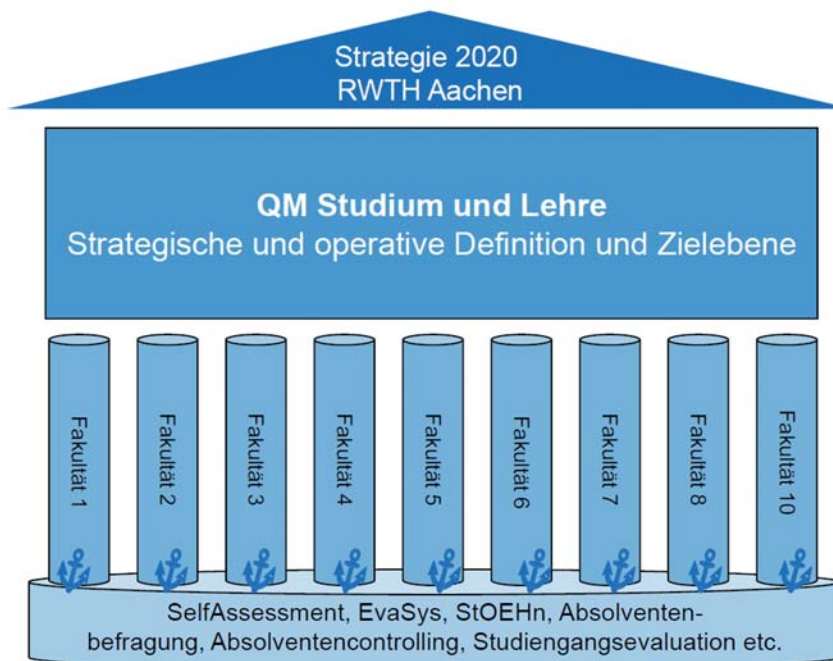 Strategie 2020
RWTH Aachen
QM Studium und Lehre
Strategische und operative Definition und Zielebene
Fakultät 1
Fakultät 2
Fakultät 3
Fakultät 4
Fakultät 5
Fakultät 6
Fakultät 7
Fakultät 8
Fakultät 10
SelfAssessment, EvaSys, StOEHn, Absolventen-
befragung, Absolventencontrolling, Studiengangsevaluation etc.